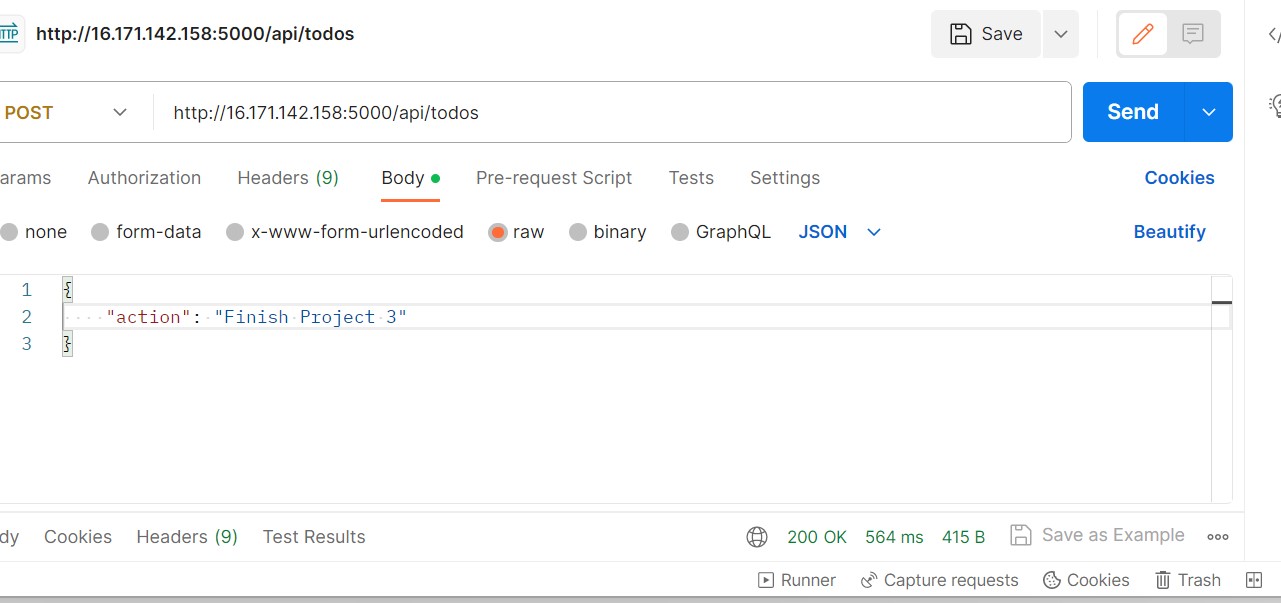 http://16.171.142.158:5000/api/todos
Save
POST
http://16.171.142.158:5000/api/todos
Send
arams Authorization Headers (9) Body Pre-request Script Tests Settings Cookies
none form-data x-www-form-urlencoded raw binary GraphQL JSON Beautify
1 {
2 "action": "Finish Project 3"
3 }
dy Cookies Headers (9) Test Results 200 OK 564 ms 415 B Save as Example
Runner Capture requests Cookies Trash